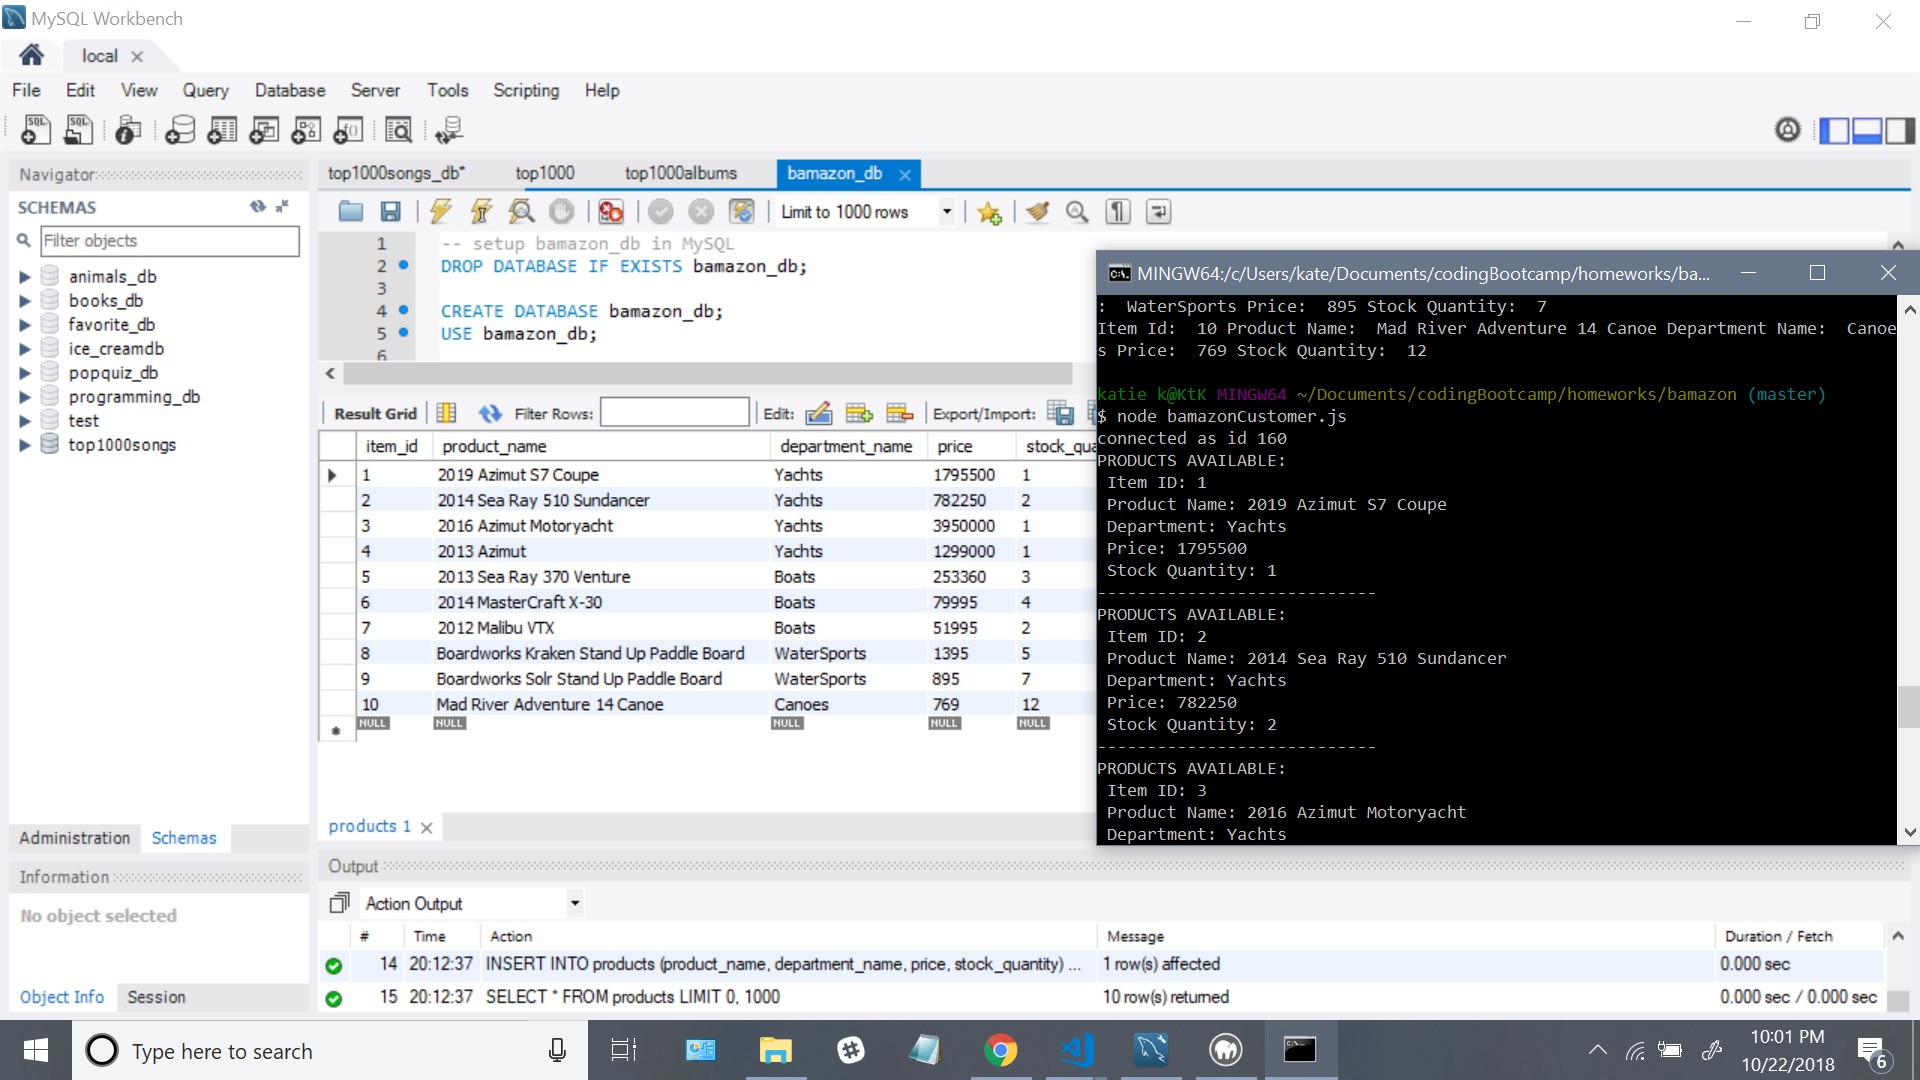 MySQL Workbench
local
File Edit View Query Database Server Tools Scripting Help
Navigator
SCHEMAS
Filter objects
animals_db
books_db
favorite_db
ice_creamdb
popquiz_db
programming_db
test
top1000songs
Administration Schemas
Information
No object selected
Object Info Session
top1000songs_db* top1000 top1000albums bamazon_db
Limit to 1000 rows
1 -- setup bamazon_db in MySQL
2 DROP DATABASE IF EXISTS bamazon_db;
3
4 CREATE DATABASE bamazon_db;
5 USE bamazon_db;
6
Result Grid Filter Rows: Edit: Export/Import:
item_id product_name department_name price stock_qua
1 2019 Azimut S7 Coupe Yachts 1795500 1
2 2014 Sea Ray 510 Sundancer Yachts 782250 2
3 2016 Azimut Motoryacht Yachts 3950000 1
4 2013 Azimut Yachts 1299000 1
5 2013 Sea Ray 370 Venture Boats 253360 3
6 2014 MasterCraft X-30 Boats 79995 4
7 2012 Malibu VTX Boats 51995 2
8 Boardworks Kraken Stand Up Paddle Board WaterSports 1395 5
9 Boardworks Solr Stand Up Paddle Board WaterSports 895 7
10 Mad River Adventure 14 Canoe Canoes 769 12
NULL NULL NULL NULL NULL
products 1
MINGW64:/c/Users/kate/Documents/codingBootcamp/homeworks/ba...
:  WaterSports Price:  895 Stock Quantity:  7
Item Id:  10 Product Name:  Mad River Adventure 14 Canoe Department Name:  Canoe
s Price:  769 Stock Quantity:  12
katie k@KtK MINGW64 ~/Documents/codingBootcamp/homeworks/bamazon (master)
$ node bamazonCustomer.js
connected as id 160
PRODUCTS AVAILABLE:
Item ID: 1
Product Name: 2019 Azimut S7 Coupe
Department: Yachts
Price: 1795500
Stock Quantity: 1
----------------------------
PRODUCTS AVAILABLE:
Item ID: 2
Product Name: 2014 Sea Ray 510 Sundancer
Department: Yachts
Price: 782250
Stock Quantity: 2
----------------------------
PRODUCTS AVAILABLE:
Item ID: 3
Product Name: 2016 Azimut Motoryacht
Department: Yachts
Output
Action Output
# Time Action Message Duration / Fetch
14 20:12:37 INSERT INTO products (product_name, department_name, price, stock_quantity) ... 1 row(s) affected 0.000 sec
15 20:12:37 SELECT * FROM products LIMIT 0, 1000 10 row(s) returned 0.000 sec / 0.000 sec
Type here to search
10:01 PM
10/22/2018
6